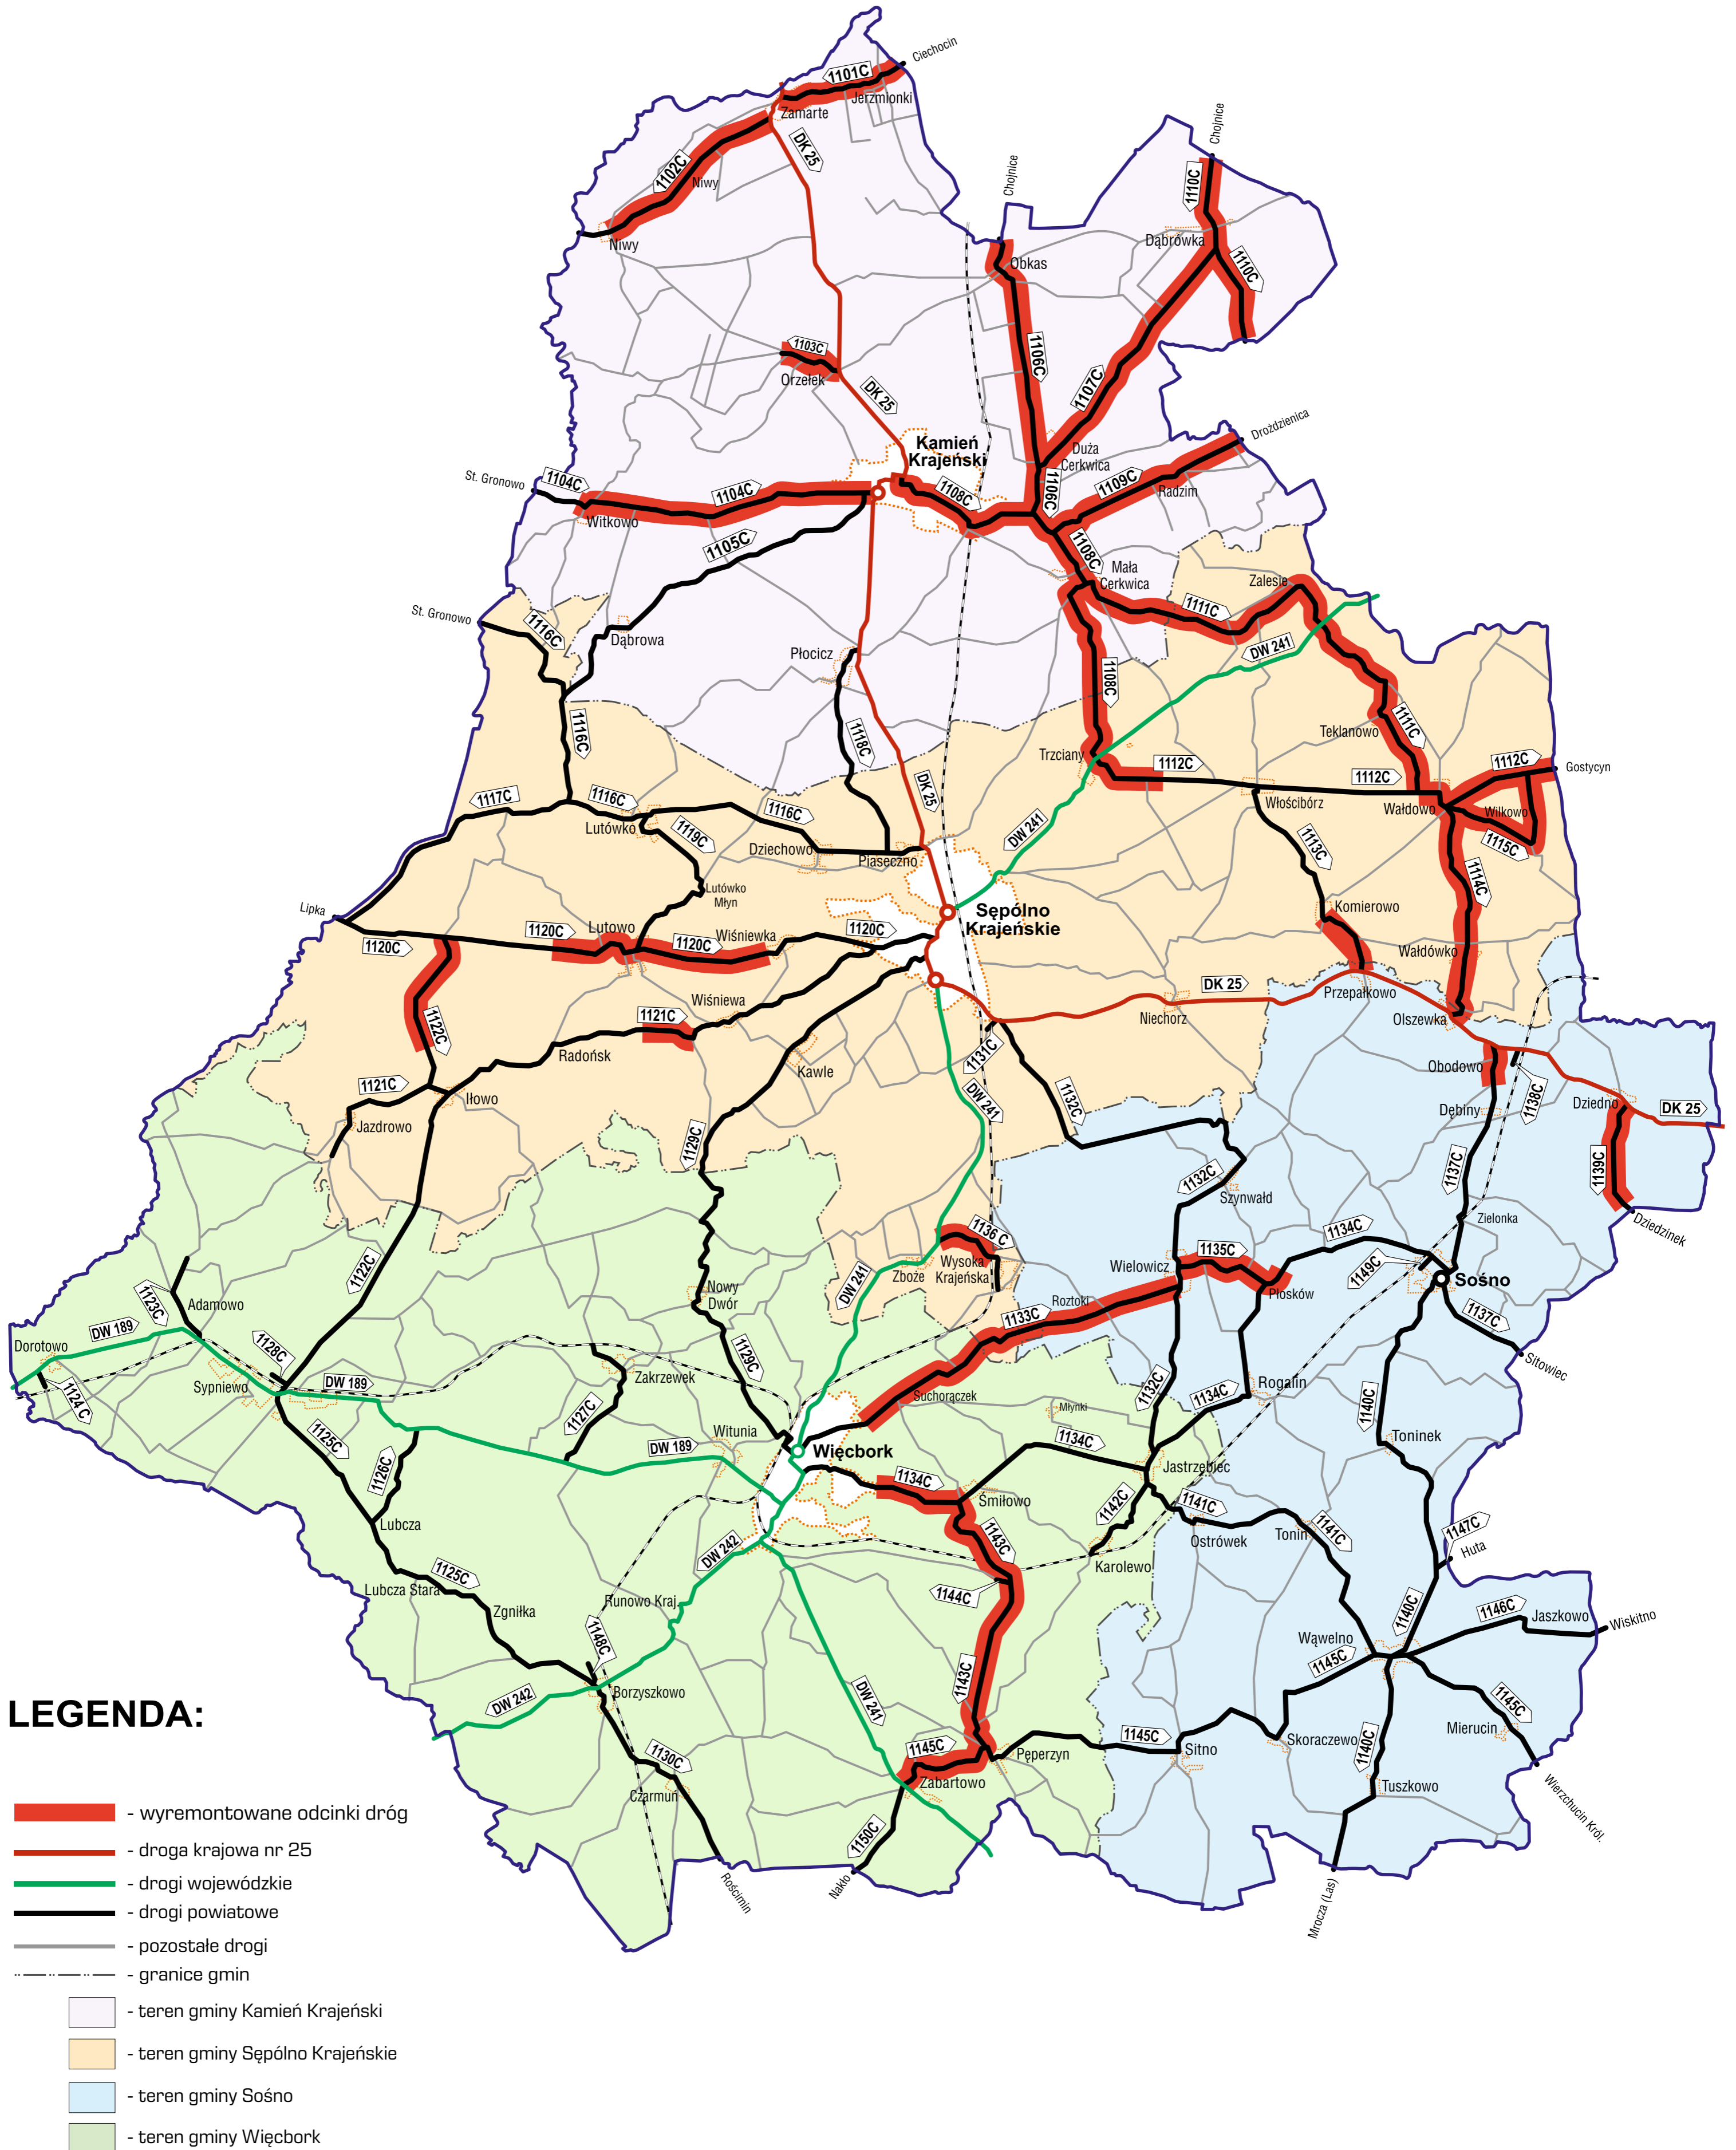 Ciechocin
1101C
Jerzmionki
Zamarte
DK 25
1102C
Niwy
Niwy
Chojnice
Chojnice
1110C
Dąbrówka
1110C
Obkas
1106C
1107C
1103C
Orzełek
DK 25
Kamień
Krajeński
Duża
Cerkwica
Drożdzienica
St. Gronowo
1104C
1104C
Witkowo
1108C
1106C
1109C
Radzim
1105C
1108C
Mała
Cerkwica
Zalesie
1111C
St. Gronowo
1116C
Dąbrowa
Płocicz
DW 241
1108C
1116C
1118C
Teklanowo
1111C
Trzciany
1112C
1112C
1112C
Gostycyn
DK 25
Włościbórz
Wałdowo
Wilkowo
1117C
1116C
1116C
Lutówko
1119C
Dziechowo
Piaseczno
DW 241
1113C
1115C
1114C
Lutówko
Młyn
Lipka
1120C
1120C
Lutowo
1120C
Wiśniewka
1120C
Sępólno
Krajeńskie
Komierowo
Wałdówko
1122C
Wiśniewa
1121C
Radońsk
DK 25
Niechorz
Przepałkowo
Olszewka
Kawle
1131C
1132C
Obodowo
1138C
Dziedno
DK 25
1121C
Iłowo
Jazdrowo
DW 241
Dębiny
1129C
1137C
1139C
1132C
Szynwałd
Zielonka
Dziedzinek
1136 C
Wysoka
Krajeńska
Zboże
1134C
1135C
Wielowicz
Płosków
1149C
Sośno
1122C
1123C
Adamowo
DW 189
Dorotowo
Nowy
Dwór
DW 241
Roztoki
1133C
1137C
Sitowiec
1128C
Sypniewo
DW 189
1124 C
1129C
Zakrzewek
Suchorączek
1132C
1134C
Rogalin
1140C
1127C
Młynki
1125C
1126C
Witunia
DW 189
Więcbork
1134C
Toninek
1134C
Jastrzębiec
Śmiłowo
1142C
1141C
Ostrówek
Tonin
1141C
Lubcza
DW 242
1143C
Karolewo
1147C
Huta
Lubcza Stara
1125C
Zgniłka
Runowo Kraj.
1144C
1140C
1146C
Jaszkowo
Wiskitno
1148C
Wąwelno
1145C
DW 242
Borzyszkowo
DW 241
1143C
1145C
Mierucin
1145C
1145C
Pęperzyn
Sitno
Skoraczewo
1140C
1130C
Czarmuń
Zabartowo
Tuszkowo
Wierzchucin Król.
1150C
Nakło
Rościmin
Mrocza (Las)
LEGENDA:
- wyremontowane odcinki dróg
- droga krajowa nr 25
- drogi wojewódzkie
- drogi powiatowe
- pozostałe drogi
- granice gmin
- teren gminy Kamień Krajeński
- teren gminy Sępólno Krajeńskie
- teren gminy Sośno
- teren gminy Więcbork